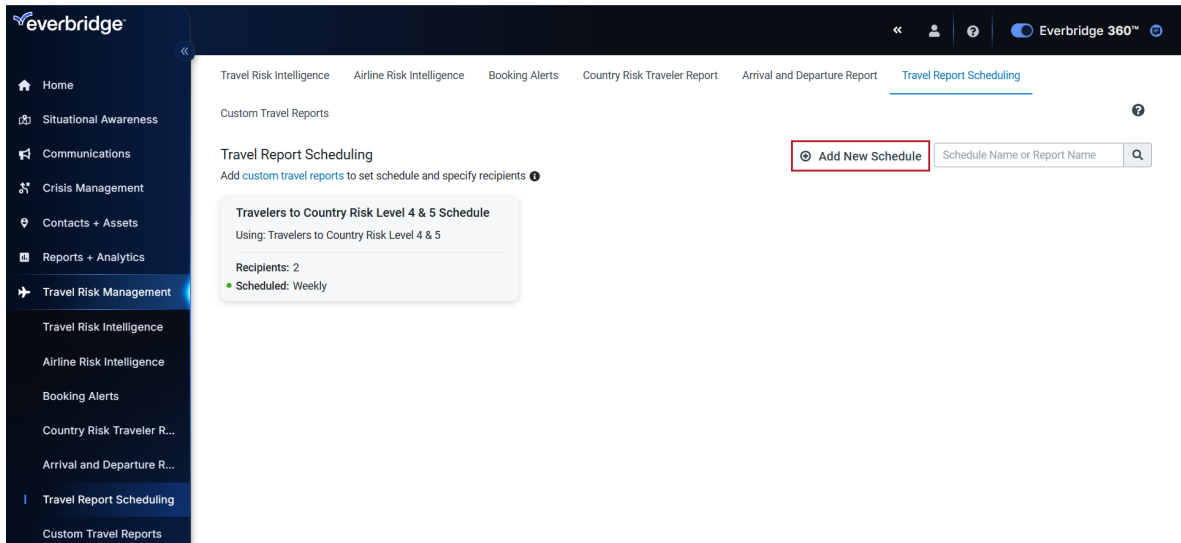 everbridge™
«
« Everbridge 360™
Home
Situational Awareness
Communications
Crisis Management
Contacts + Assets
Reports + Analytics
Travel Risk Management
Travel Risk Intelligence
Airline Risk Intelligence
Booking Alerts
Country Risk Traveler R...
Arrival and Departure R...
Travel Report Scheduling
Custom Travel Reports
Travel Risk Intelligence Airline Risk Intelligence Booking Alerts Country Risk Traveler Report Arrival and Departure Report Travel Report Scheduling
Custom Travel Reports
Travel Report Scheduling
Add New Schedule Schedule Name or Report Name
Add custom travel reports to set schedule and specify recipients
Travelers to Country Risk Level 4 & 5 Schedule
Using: Travelers to Country Risk Level 4 & 5
Recipients: 2
Scheduled: Weekly